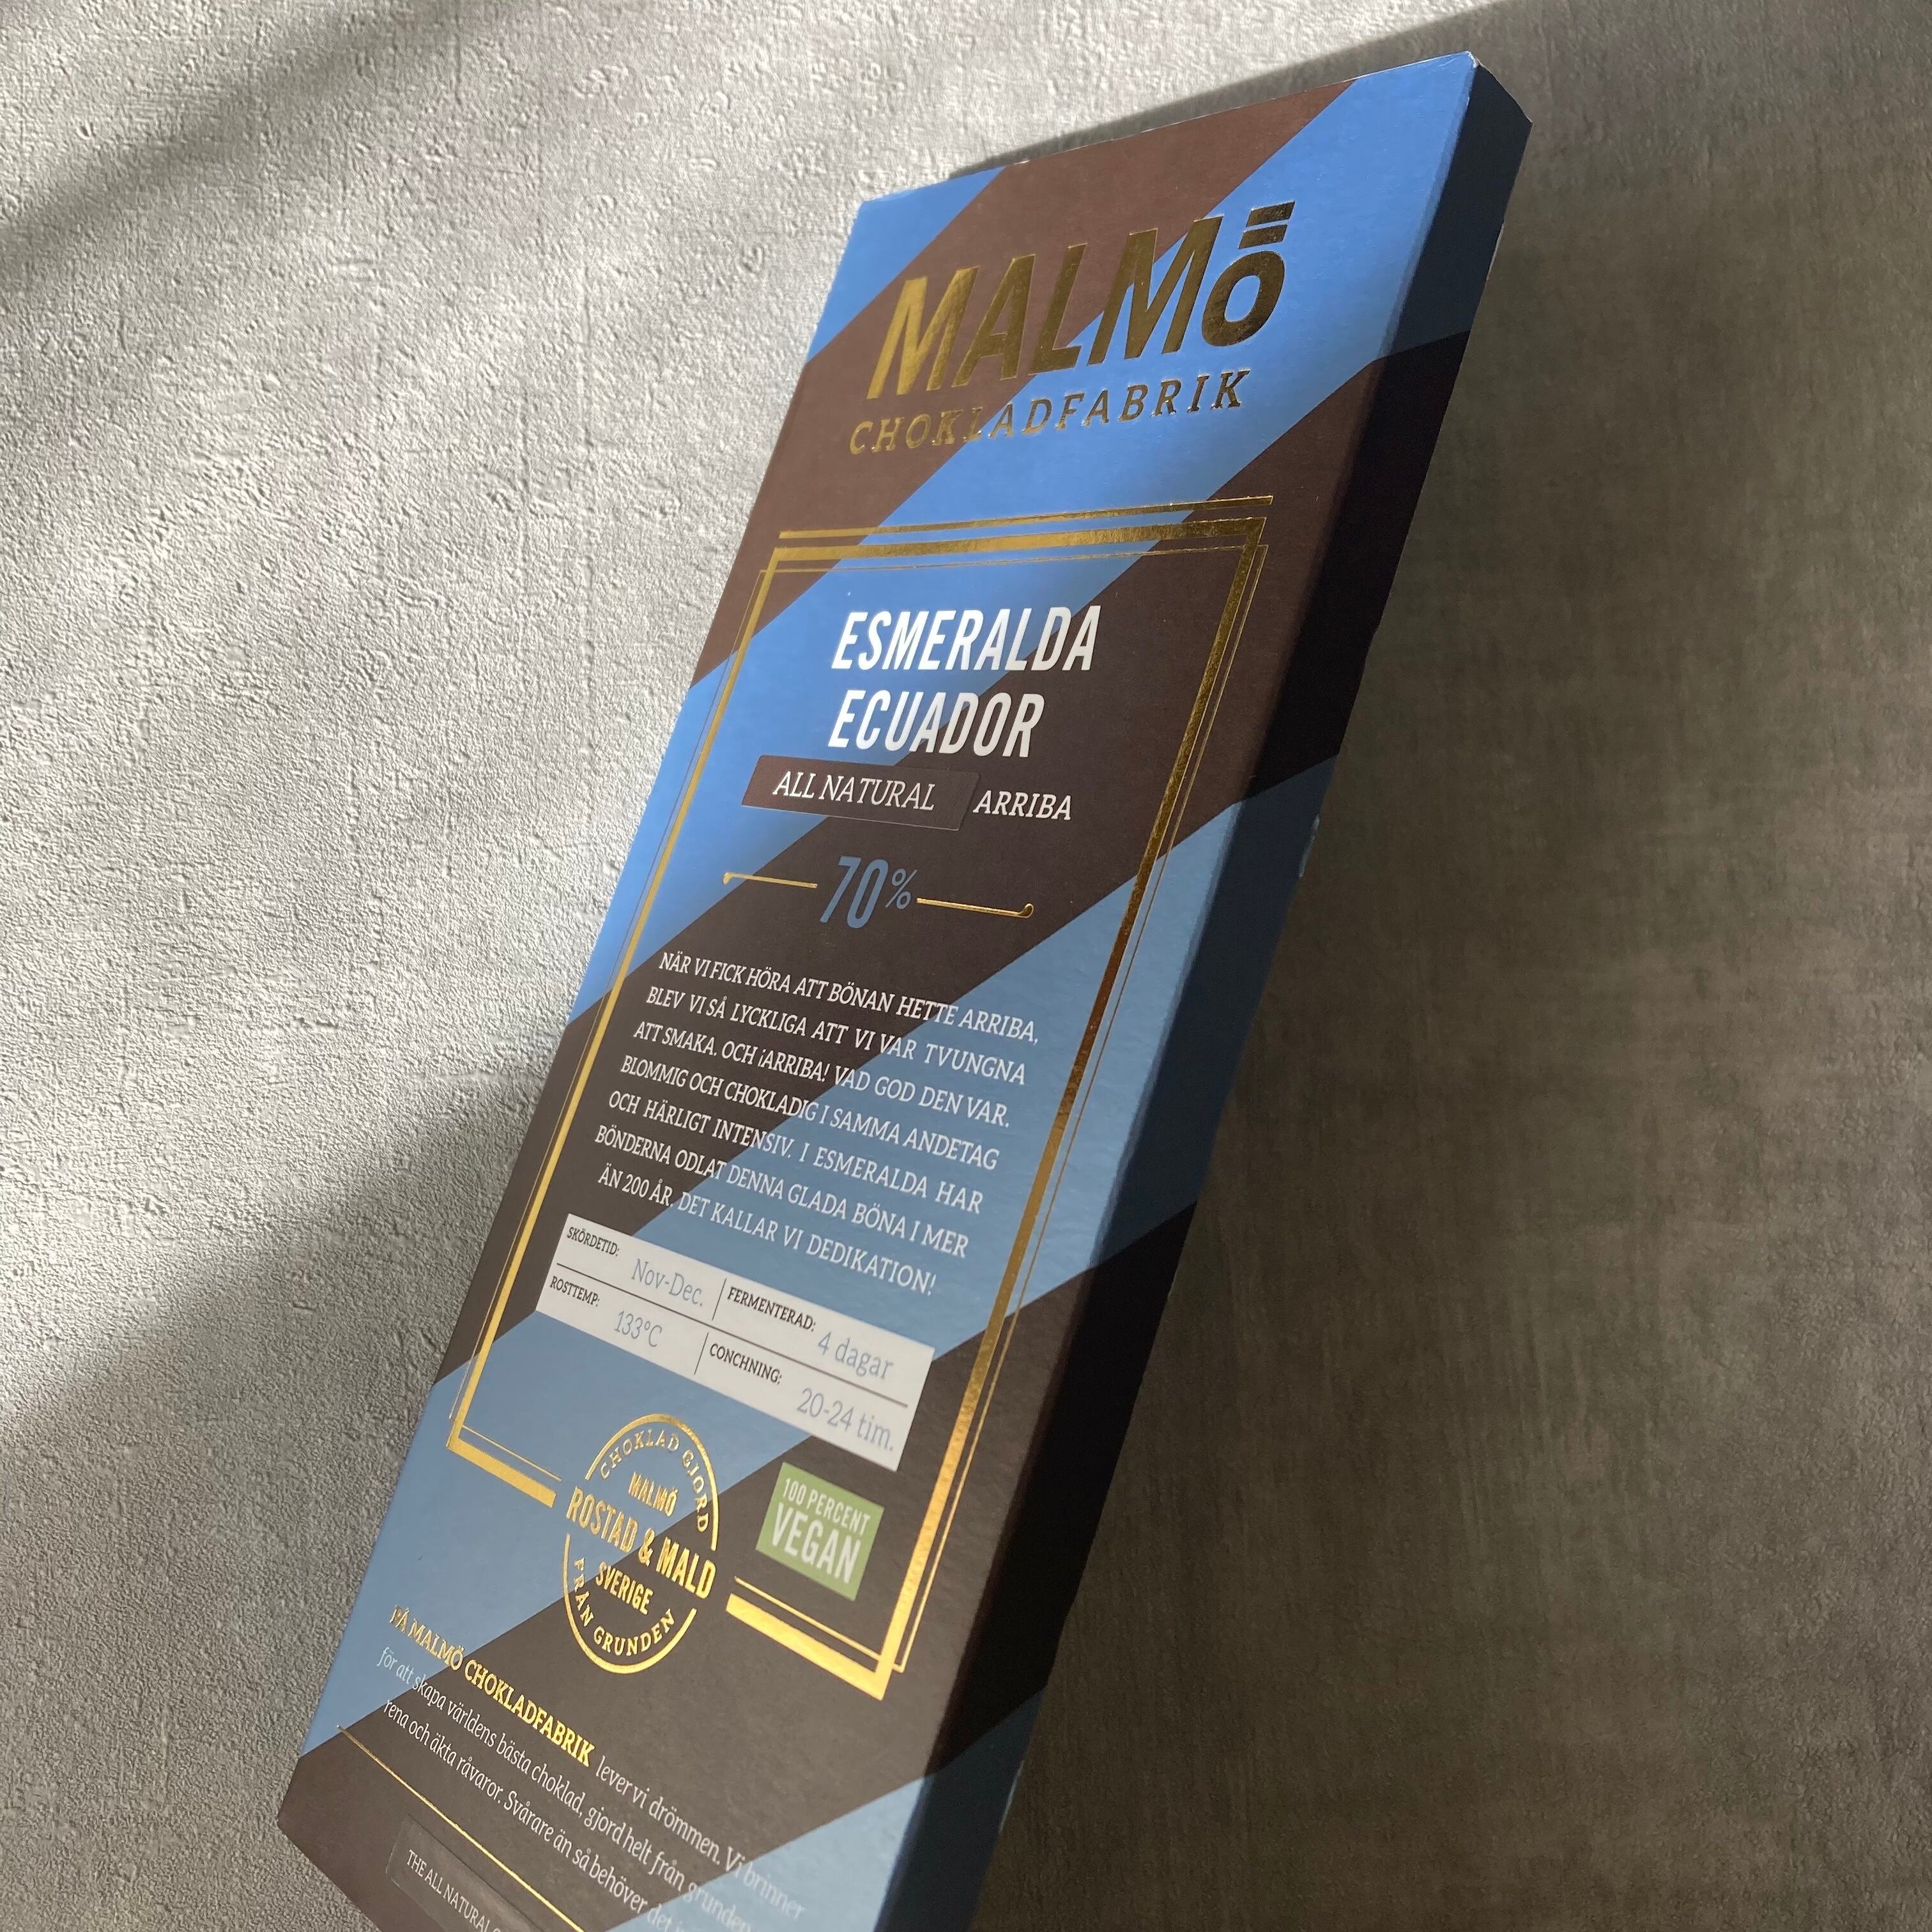 MALMÖ
CHOKLADFABRIK
ESMERALDA
ECUADOR
ALL NATURAL ARRIBA
70%
NÄR VI FICK HÖRA ATT BÖNAN HETTE ARRIBA,
BLEV VI SÅ LYCKLIGA ATT VI VAR TVUNGNA
ATT SMAKA. OCH ¡ARRIBA! VAD GOD DEN VAR.
BLOMMIG OCH CHOKLADIG I SAMMA ANDETAG
OCH HÄRLIGT INTENSIV. I ESMERALDA HAR
BÖNDERNA ODLAT DENNA GLADA BÖNA I MER
ÄN 200 ÅR. DET KALLAR VI DEDIKATION!
SKÖRDETID: Nov-Dec. FERMENTERAD: 4 dagar
ROSTTEMP: 133°C CONCHNING: 20-24 tim.
CHOKLAD GJORD
MALMÖ
ROSTAD & MALD
SVERIGE
FRÅN GRUNDEN
100 PERCENT
VEGAN
PÅ MALMÖ CHOKLADFABRIK lever vi drömmen. Vi brinner
för att skapa världens bästa choklad, gjord helt från grunden
rena och äkta råvaror. Svårare än så behöver det
THE ALL NATURAL